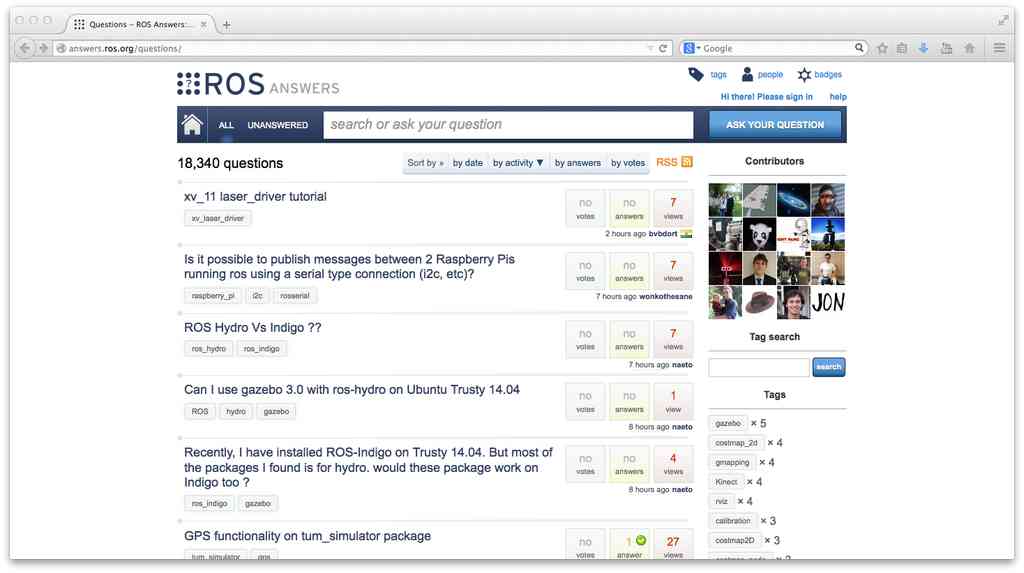 Questions – ROS Answers:...
answers.ros.org/questions/
Google
?
ROS ANSWERS
tags
people
badges
Hi there! Please sign in
help
ALL
UNANSWERED
search or ask your question
ASK YOUR QUESTION
18,340 questions
Sort by »
by date
by activity ▼
by answers
by votes
RSS
xv_11 laser_driver tutorial
xv_laser_driver
no
votes
no
answers
7
views
2 hours ago bvbdort
Is it possible to publish messages between 2 Raspberry Pis
running ros using a serial type connection (i2c, etc)?
raspberry_pi
i2c
rosserial
no
votes
no
answers
7
views
7 hours ago wonkothesane
ROS Hydro Vs Indigo ??
ros_hydro
ros_indigo
no
votes
no
answers
7
views
7 hours ago naeto
Can I use gazebo 3.0 with ros-hydro on Ubuntu Trusty 14.04
ROS
hydro
gazebo
no
votes
no
answers
1
view
8 hours ago naeto
Recently, I have installed ROS-Indigo on Trusty 14.04. But most of
the packages I found is for hydro. would these package work on
Indigo too ?
ros_indigo
gazebo
no
votes
no
answers
4
views
8 hours ago naeto
GPS functionality on tum_simulator package
tum_simulator
gps
no
votes
1
answer
27
views
Contributors
JON
Tag search
search
Tags
gazebo × 5
costmap_2d × 4
gmapping × 4
Kinect × 4
rviz × 4
calibration × 3
costmap2D × 3